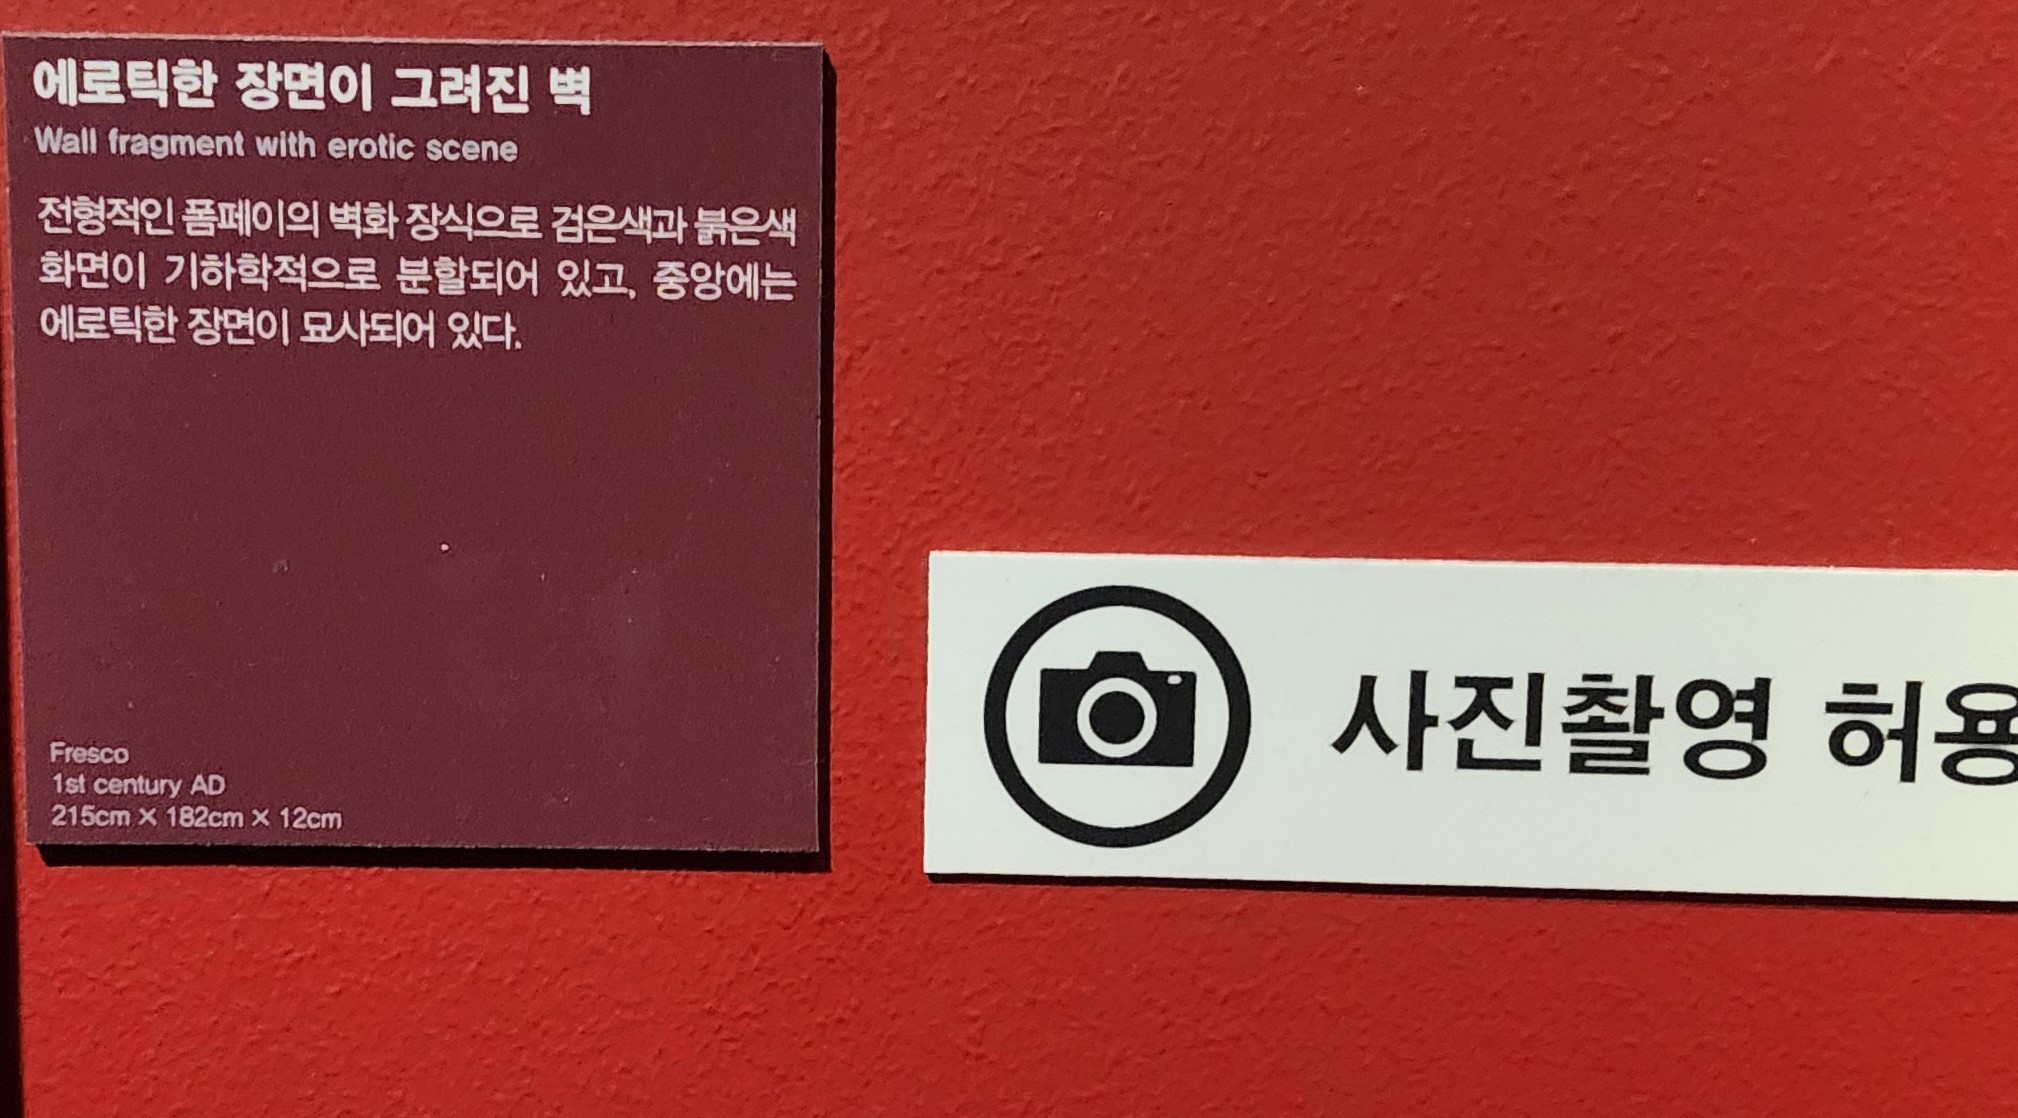 에로틱한 장면이 그려진 벽
Wall fragment with erotic scene
전형적인 폼페이의 벽화 장식으로 검은색과 붉은색
화면이 기하학적으로 분할되어 있고, 중앙에는
에로틱한 장면이 묘사되어 있다.
Fresco
1st century AD
215cm × 182cm × 12cm
사진촬영 허용